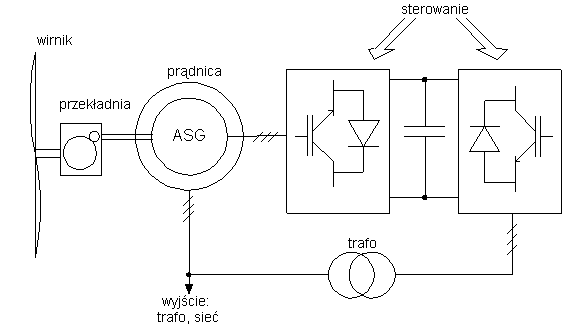 sterowanie
wirnik
prądnica
przekładnia
ASG
trafo
wyjście:
trafo, sieć